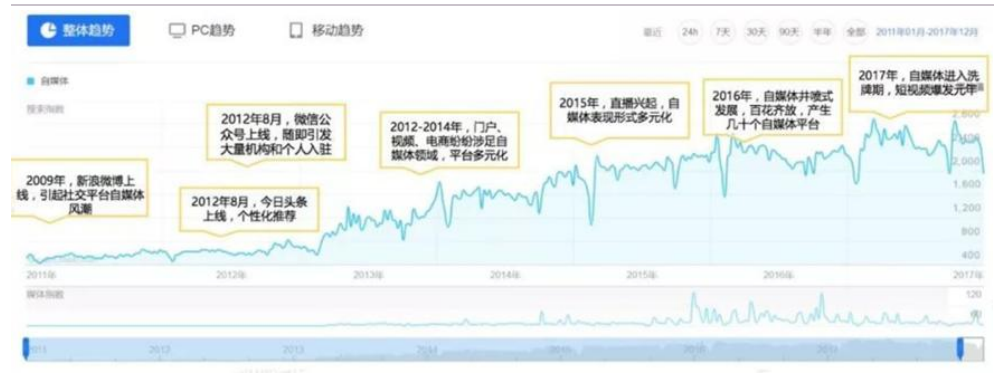 整体趋势 PC趋势 移动趋势 最近 24h 7天 30天 90天 半年 全部 2011年01月-2017年12月
自媒体
搜索指数
2009年，新浪微博上
线，引起社交平台自媒体
风潮
2012年8月，微信公
众号上线，随即引发
大量机构和个人入驻
2012年8月，今日头条
上线，个性化推荐
2012-2014年，门户、
视频、电商纷纷涉足自
媒体领域，平台多元化
2015年，直播兴起，自
媒体表现形式多元化
2016年，自媒体井喷式
发展，百花齐放，产生
几十个自媒体平台
2017年，自媒体进入洗
牌期，短视频爆发元年
2,800
2,400
2,000
1,600
1,200
800
400
2011年 2012年 2013年 2014年 2015年 2016年 2017年
媒体指数
120
60
2011 2012 2013 2014 2015 2016